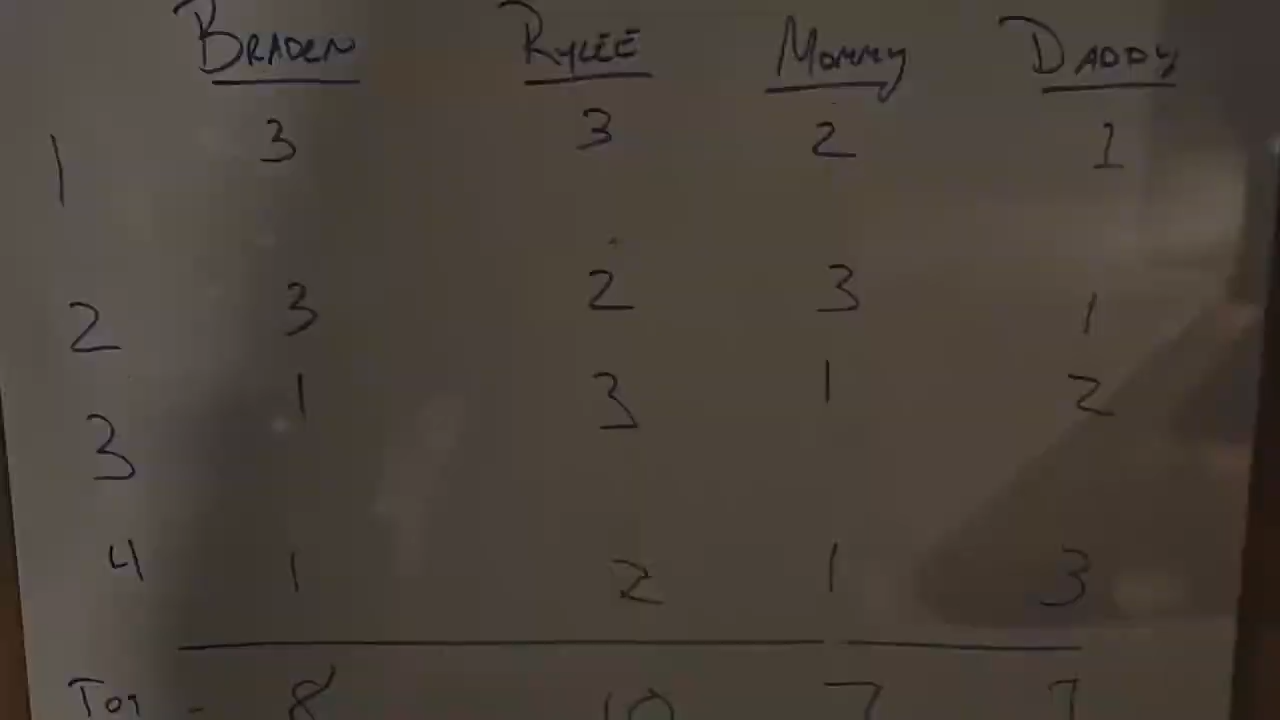 BRADEN RYLEE MOMMY DADDY
1 3 3 2 1
2 3 2 3 1
3 1 3 1 2
4 1 2 1 3
TOT - 8 10 7 7